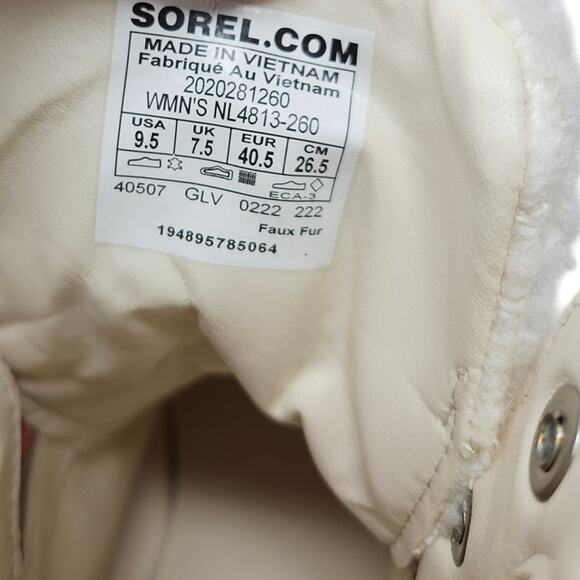 SOREL.COM
MADE IN VIETNAM
Fabriqué Au Vietnam
2020281260
WMN'S NL4813-260
USA UK EUR CM
9.5 7.5 40.5 26.5
ECA-3
40507 GLV 0222 222
Faux Fur
194895785064